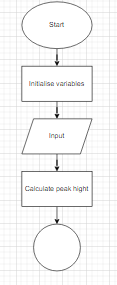 Start
Initialise variables
Input
Calculate peak hight